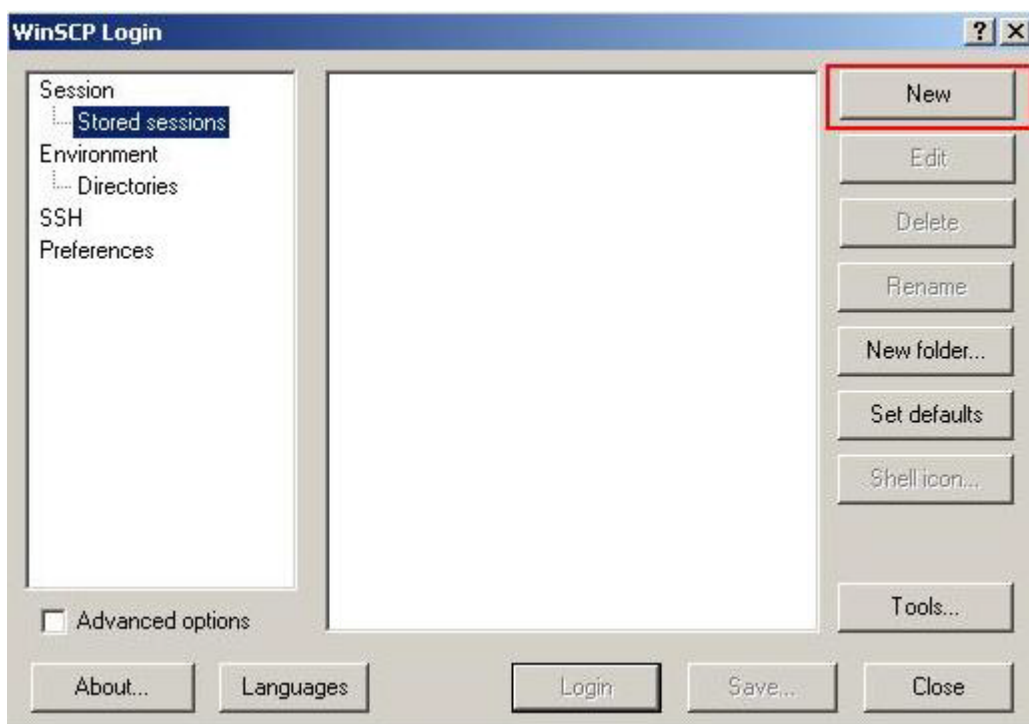 WinSCP Login
Session
Stored sessions
Environment
Directories
SSH
Preferences
Advanced options
New
Edit
Delete
Rename
New folder...
Set defaults
Shell icon...
Tools...
About...
Languages
Login
Save...
Close